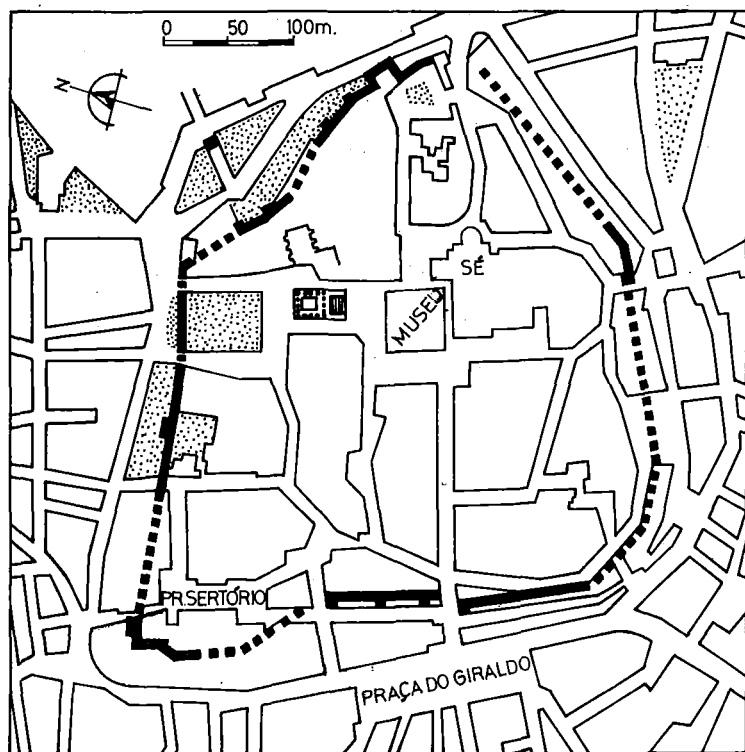 0 50 100m.
N
SÉ
MUSEU
PR.SERTÓRIO
PRAÇA DO GIRALDO